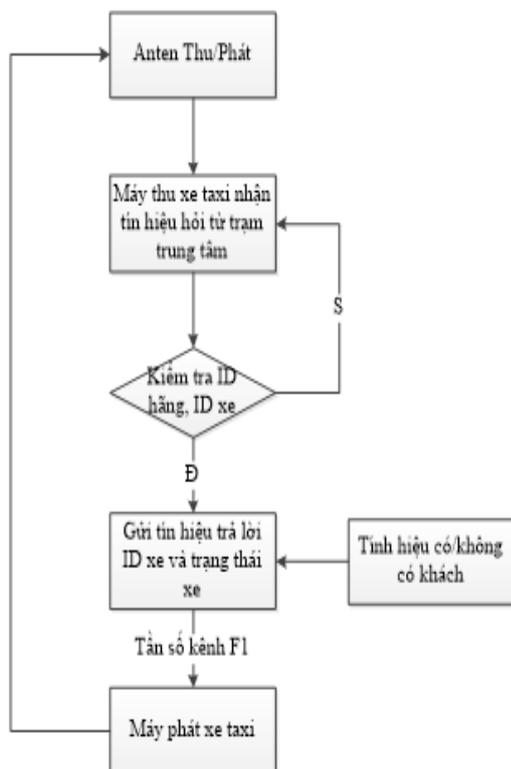 Anten Thu/Phát
Máy thu xe taxi nhận
tín hiệu hỏi từ trạm
trung tâm
S
Kiểm tra ID
hãng, ID xe
Đ
Gửi tín hiệu trả lời
ID xe và trạng thái
xe
Tính hiệu có/không
có khách
Tần số kênh F1
Máy phát xe taxi